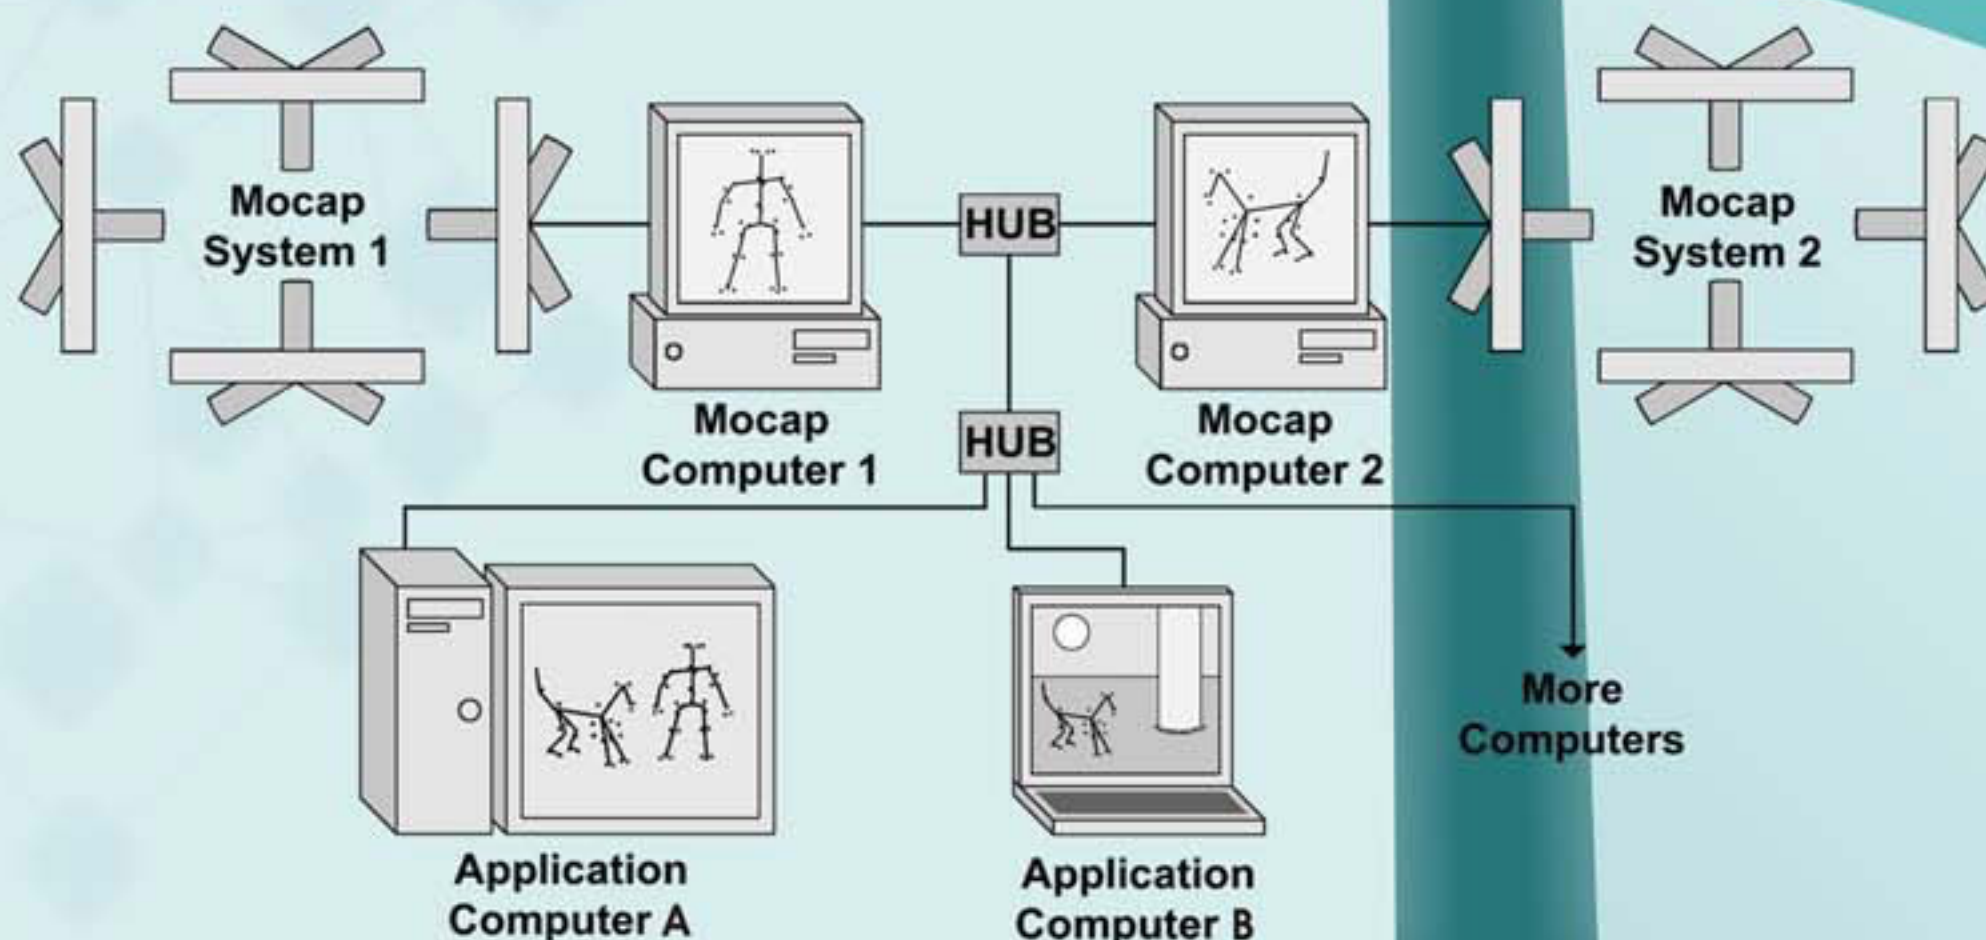 Mocap
System 1
HUB
Mocap
System 2
Mocap
Computer 1
HUB
Mocap
Computer 2
More
Computers
Application
Computer A
Application
Computer B